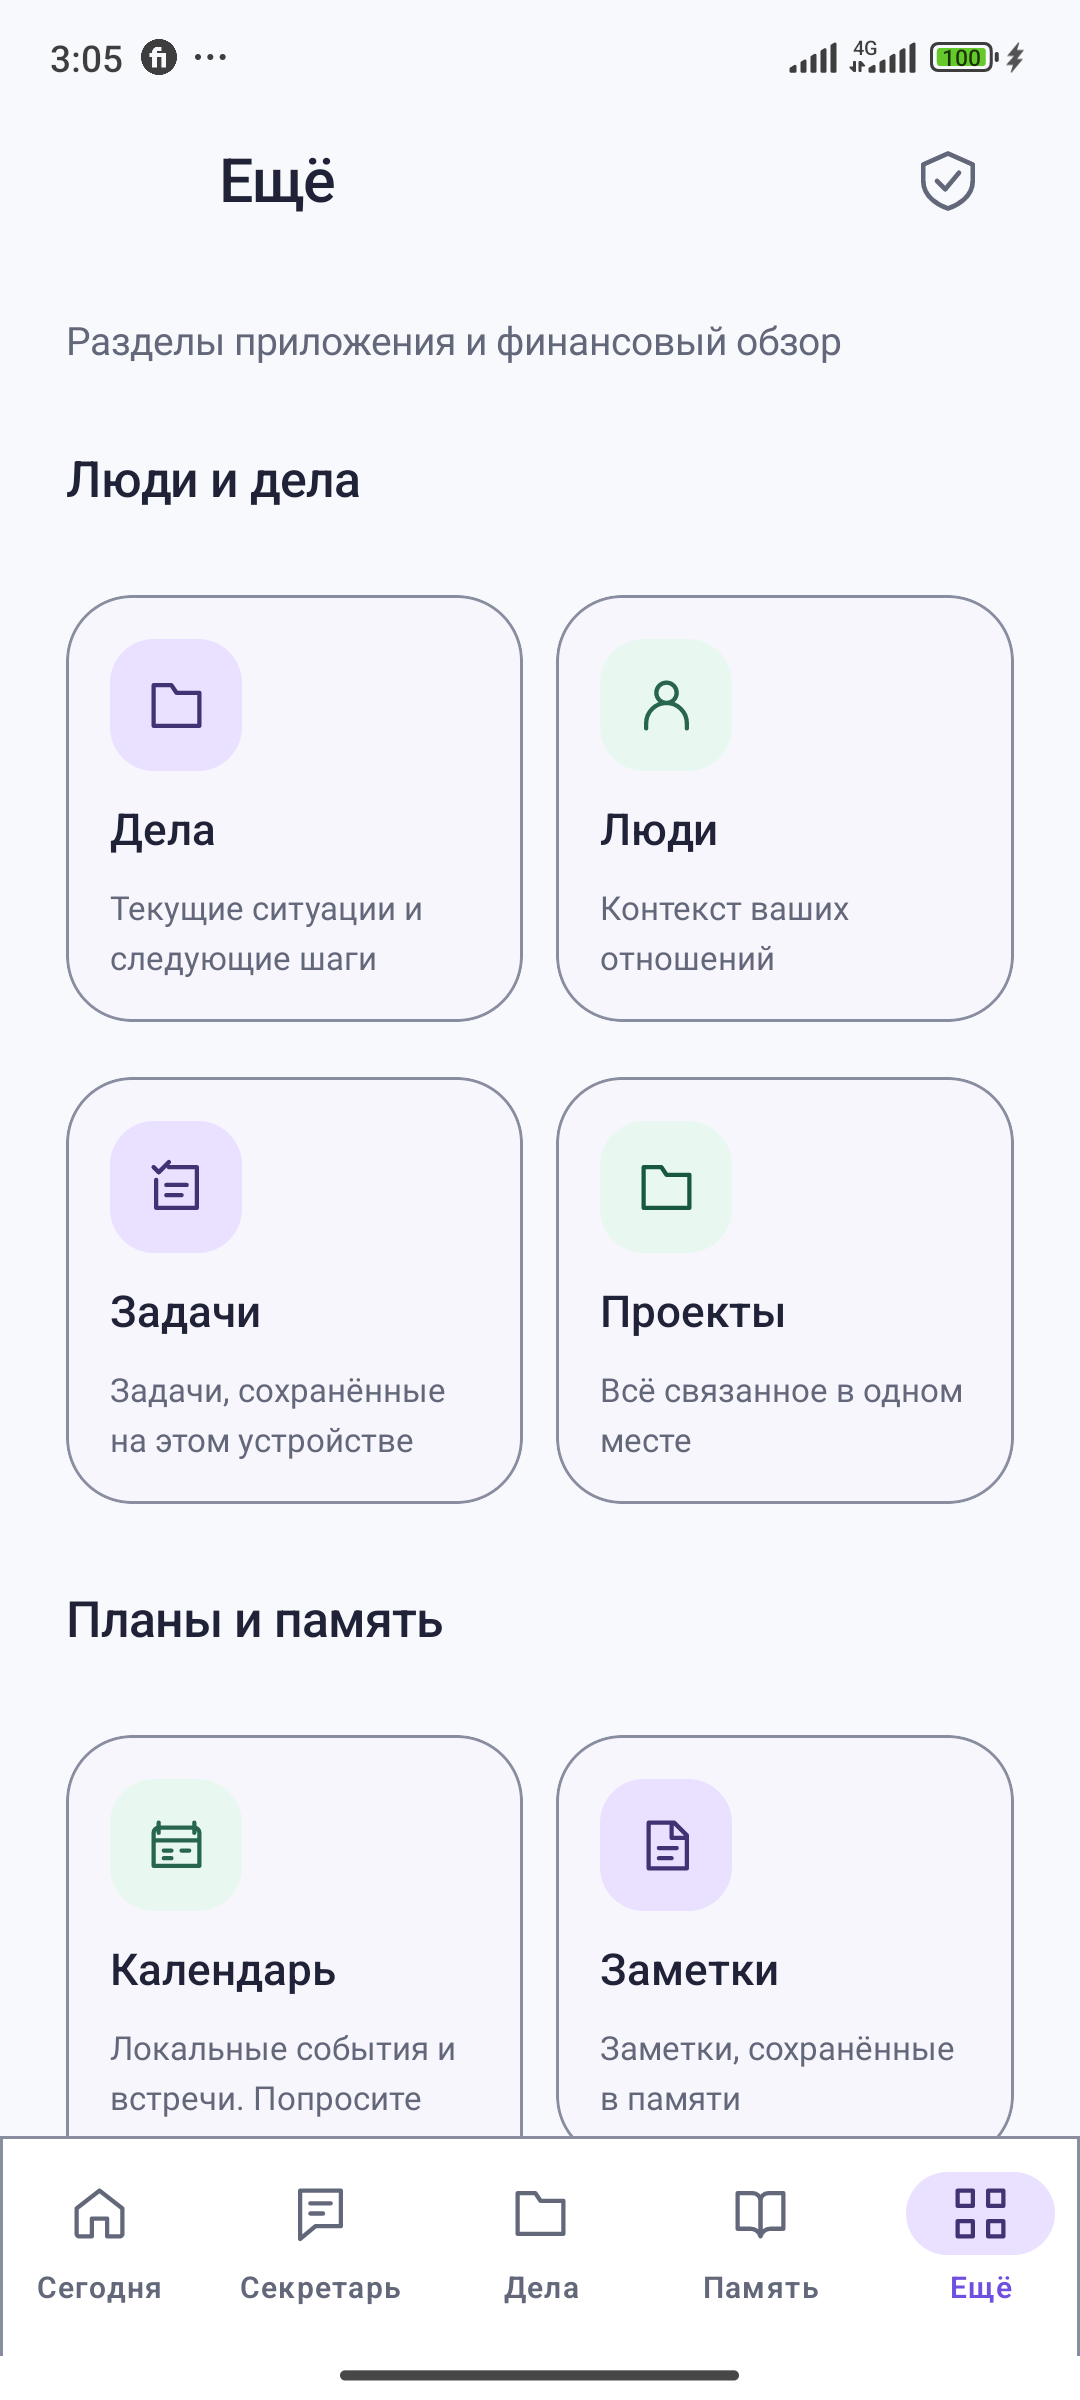 3:05
fi
4G
100
Ещё
Разделы приложения и финансовый обзор
Люди и дела
Дела
Текущие ситуации и
следующие шаги
Люди
Контекст ваших
отношений
Задачи
Задачи, сохранённые
на этом устройстве
Проекты
Всё связанное в одном
месте
Планы и память
Календарь
Локальные события и
встречи. Попросите
Заметки
Заметки, сохранённые
в памяти
Сегодня
Секретарь
Дела
Память
Ещё